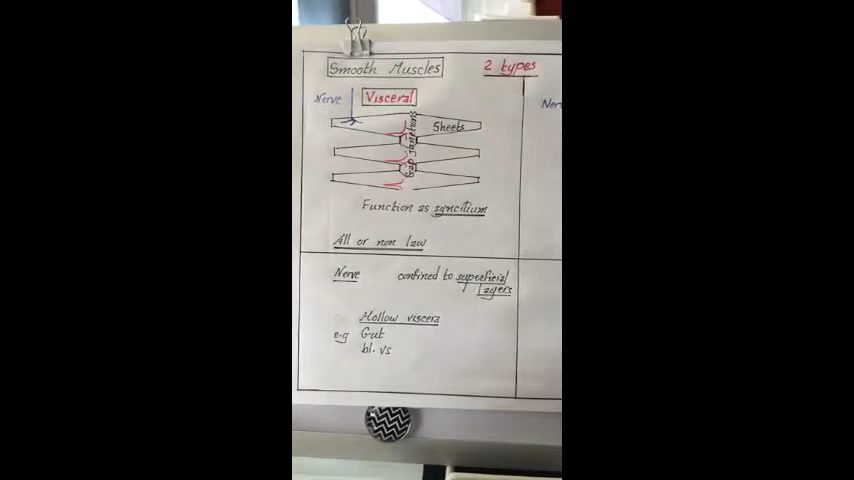 Smooth Muscles
2 types
Nerve
Visceral
Sheets
Gap junctions
Function as syncitium
All or non law
Nerve confined to superficial
layers
Hollow viscera
e.g Gut
bl. vs